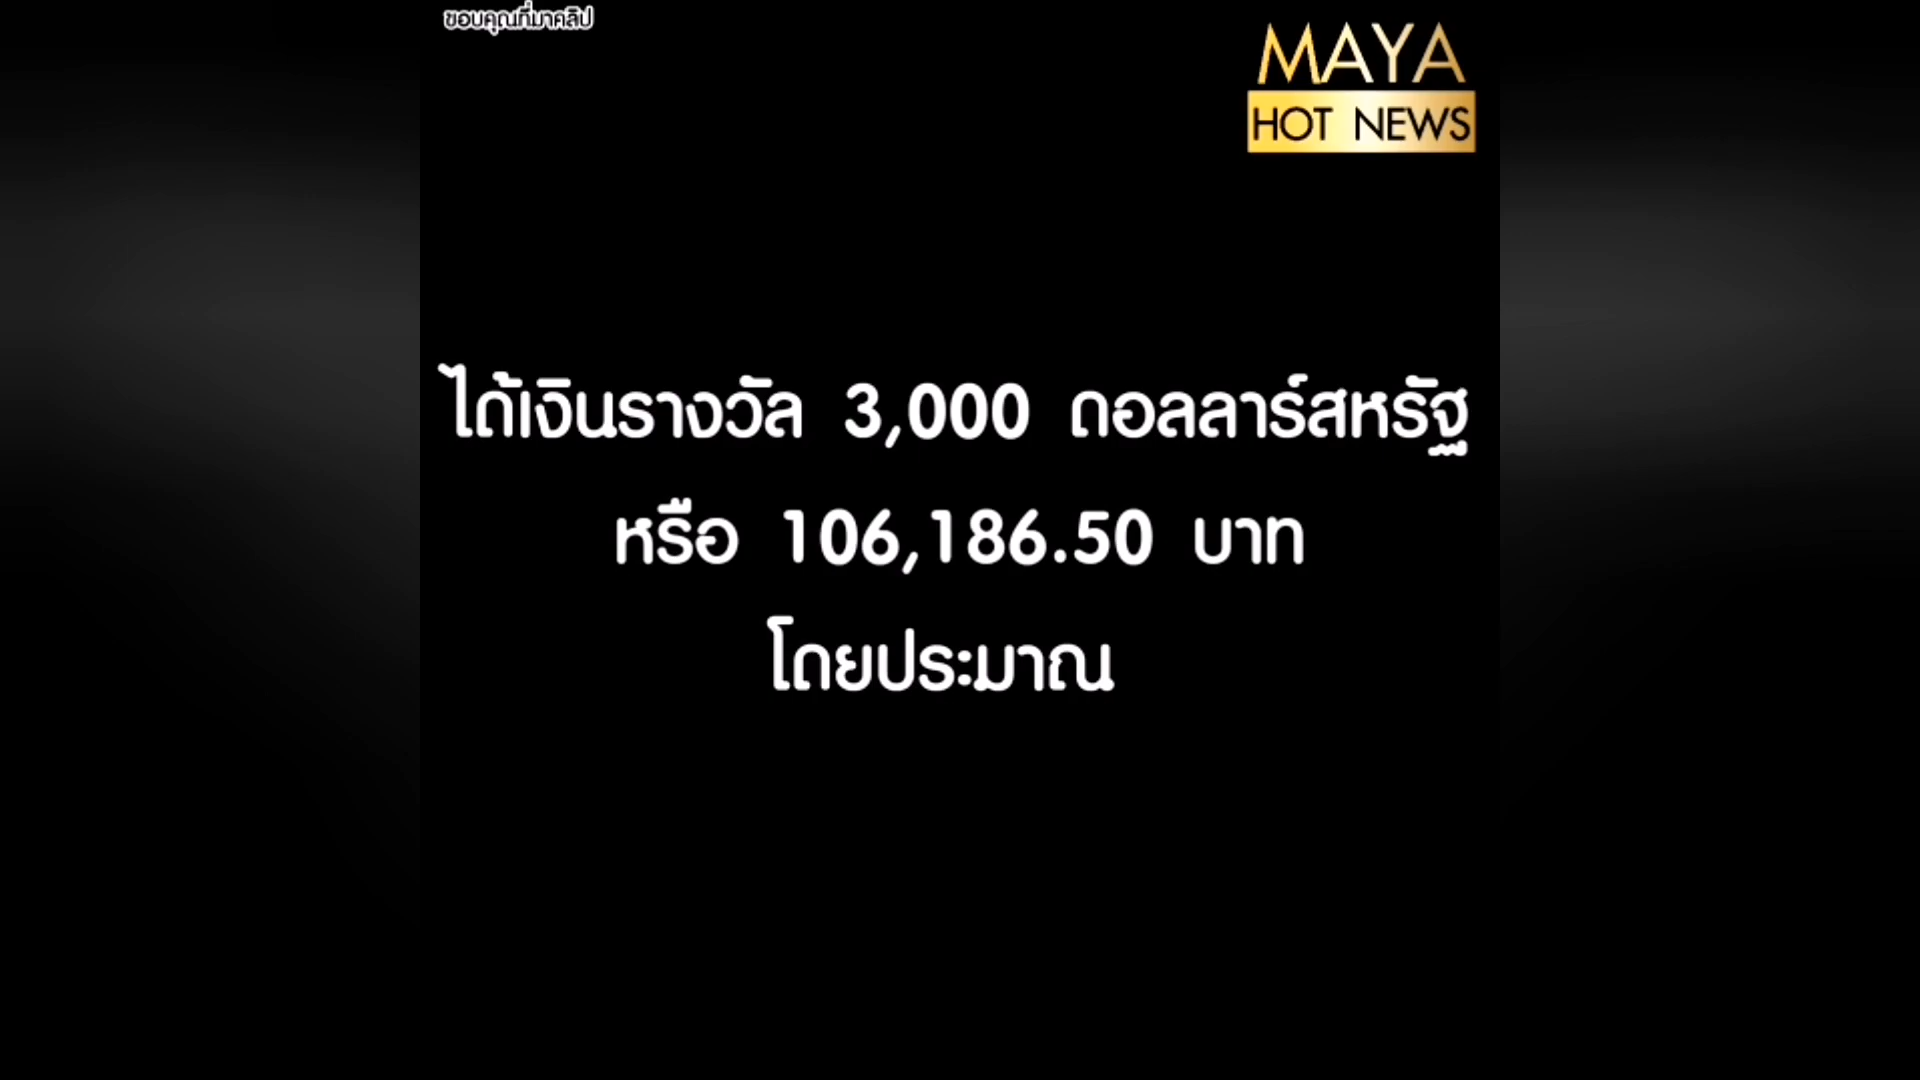 ขอบคุณที่มาคลิป
MAYA
HOT NEWS
ได้เงินรางวัล 3,000 ดอลลาร์สหรัฐ
หรือ 106,186.50 บาท
โดยประมาณ